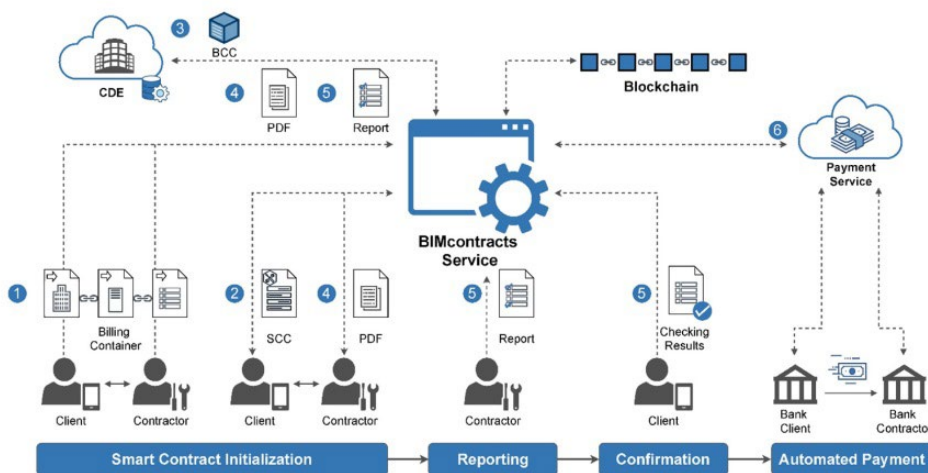 3
BCC
CDE
4
PDF
5
Report
Blockchain
6
Payment
Service
BIMcontracts
Service
1
Billing
Container
2
SCC
4
PDF
5
Report
5
Checking
Results
Client
Contractor
Client
Contractor
Contractor
Client
Bank
Client
Bank
Contractor
Smart Contract Initialization
Reporting
Confirmation
Automated Payment